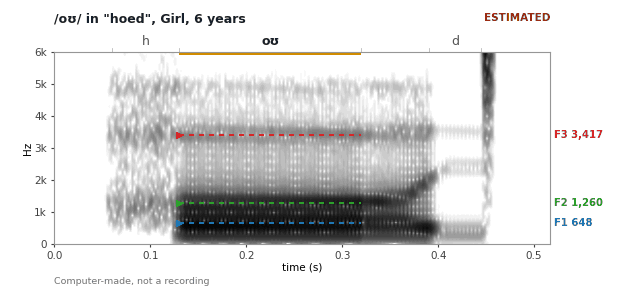 /oʊ/ in "hoed", Girl, 6 years
ESTIMATED
h oʊ d
6k
5k
4k
3k
2k
1k
0
Hz
F3 3,417
F2 1,260
F1 648
0.0 0.1 0.2 0.3 0.4 0.5
time (s)
Computer-made, not a recording